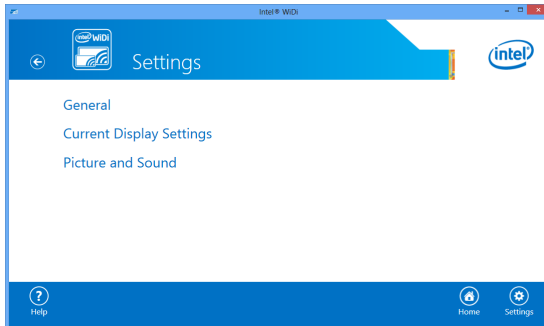 Intel® WiDi
intel WiDi
Settings
intel
General
Current Display Settings
Picture and Sound
?
Help
Home
Settings